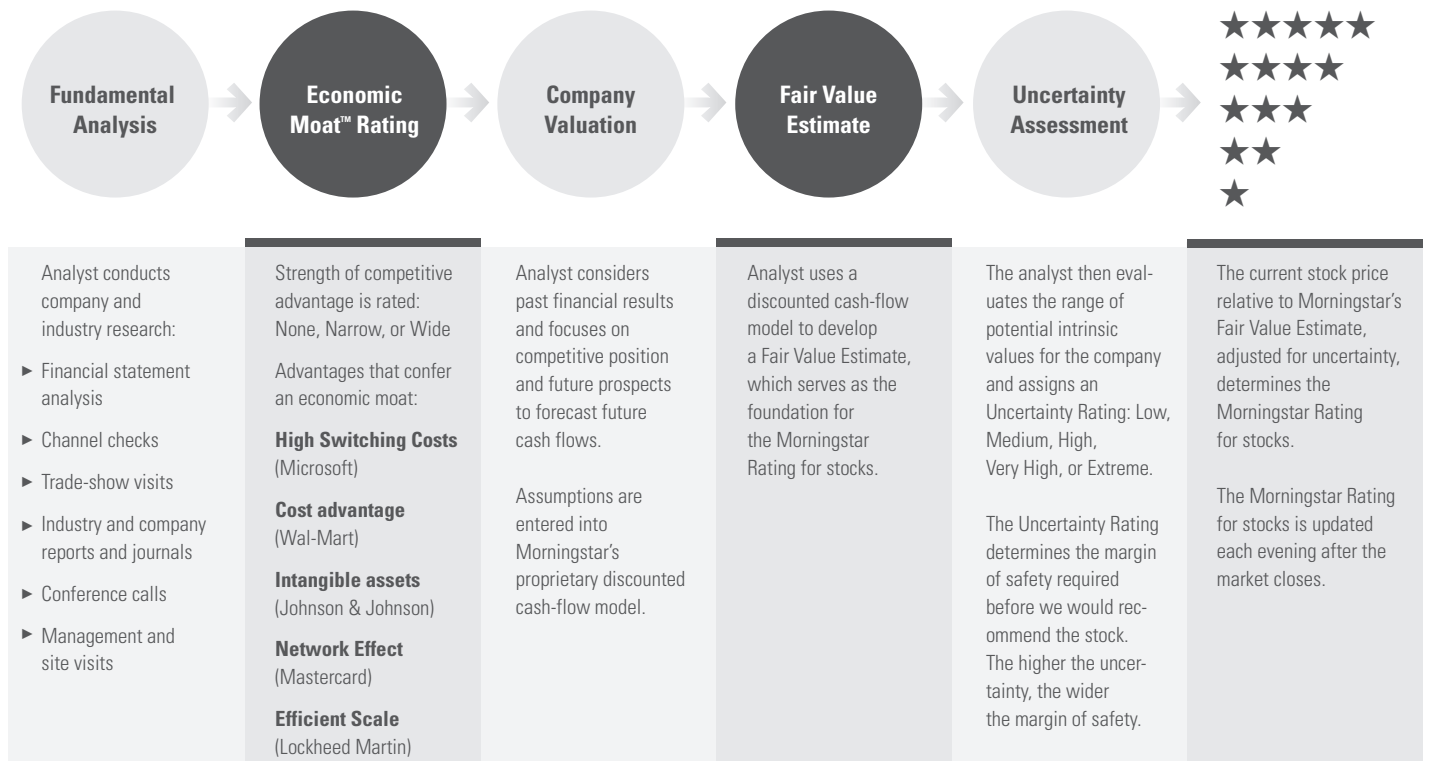 Fundamental
Analysis
Economic
Moat™ Rating
Company
Valuation
Fair Value
Estimate
Uncertainty
Assessment
★★★★★
★★★★
★★★
★★
★
Analyst conducts
company and
industry research:
► Financial statement
analysis
► Channel checks
► Trade-show visits
► Industry and company
reports and journals
► Conference calls
► Management and
site visits
Strength of competitive
advantage is rated:
None, Narrow, or Wide
Advantages that confer
an economic moat:
High Switching Costs
(Microsoft)
Cost advantage
(Wal-Mart)
Intangible assets
(Johnson & Johnson)
Network Effect
(Mastercard)
Efficient Scale
(Lockheed Martin)
Analyst considers
past financial results
and focuses on
competitive position
and future prospects
to forecast future
cash flows.
Assumptions are
entered into
Morningstar’s
proprietary discounted
cash-flow model.
Analyst uses a
discounted cash-flow
model to develop
a Fair Value Estimate,
which serves as the
foundation for
the Morningstar
Rating for stocks.
The analyst then eval-
uates the range of
potential intrinsic
values for the company
and assigns an
Uncertainty Rating: Low,
Medium, High,
Very High, or Extreme.
The Uncertainty Rating
determines the margin
of safety required
before we would rec-
ommend the stock.
The higher the uncer-
tainty, the wider
the margin of safety.
The current stock price
relative to Morningstar’s
Fair Value Estimate,
adjusted for uncertainty,
determines the
Morningstar Rating
for stocks.
The Morningstar Rating
for stocks is updated
each evening after the
market closes.